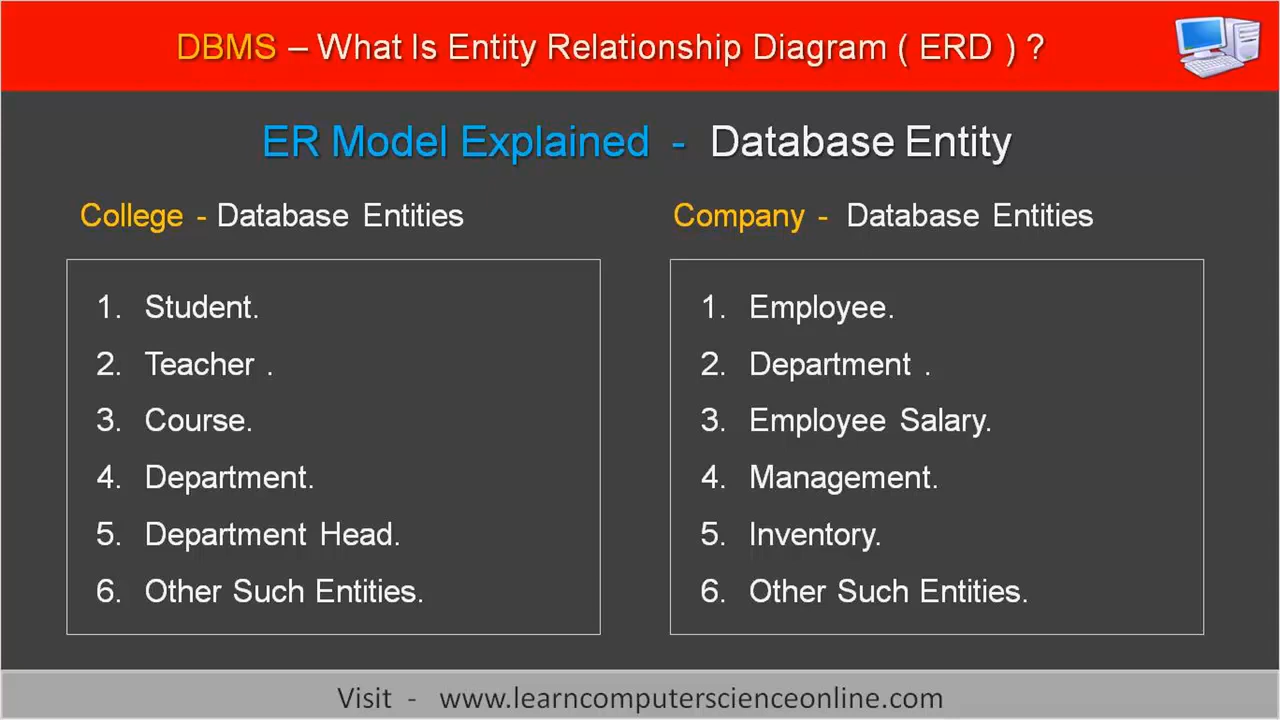 DBMS – What Is Entity Relationship Diagram ( ERD ) ?
ER Model Explained - Database Entity
College - Database Entities
1. Student.
2. Teacher .
3. Course.
4. Department.
5. Department Head.
6. Other Such Entities.
Company - Database Entities
1. Employee.
2. Department .
3. Employee Salary.
4. Management.
5. Inventory.
6. Other Such Entities.
Visit - www.learncomputerscienceonline.com